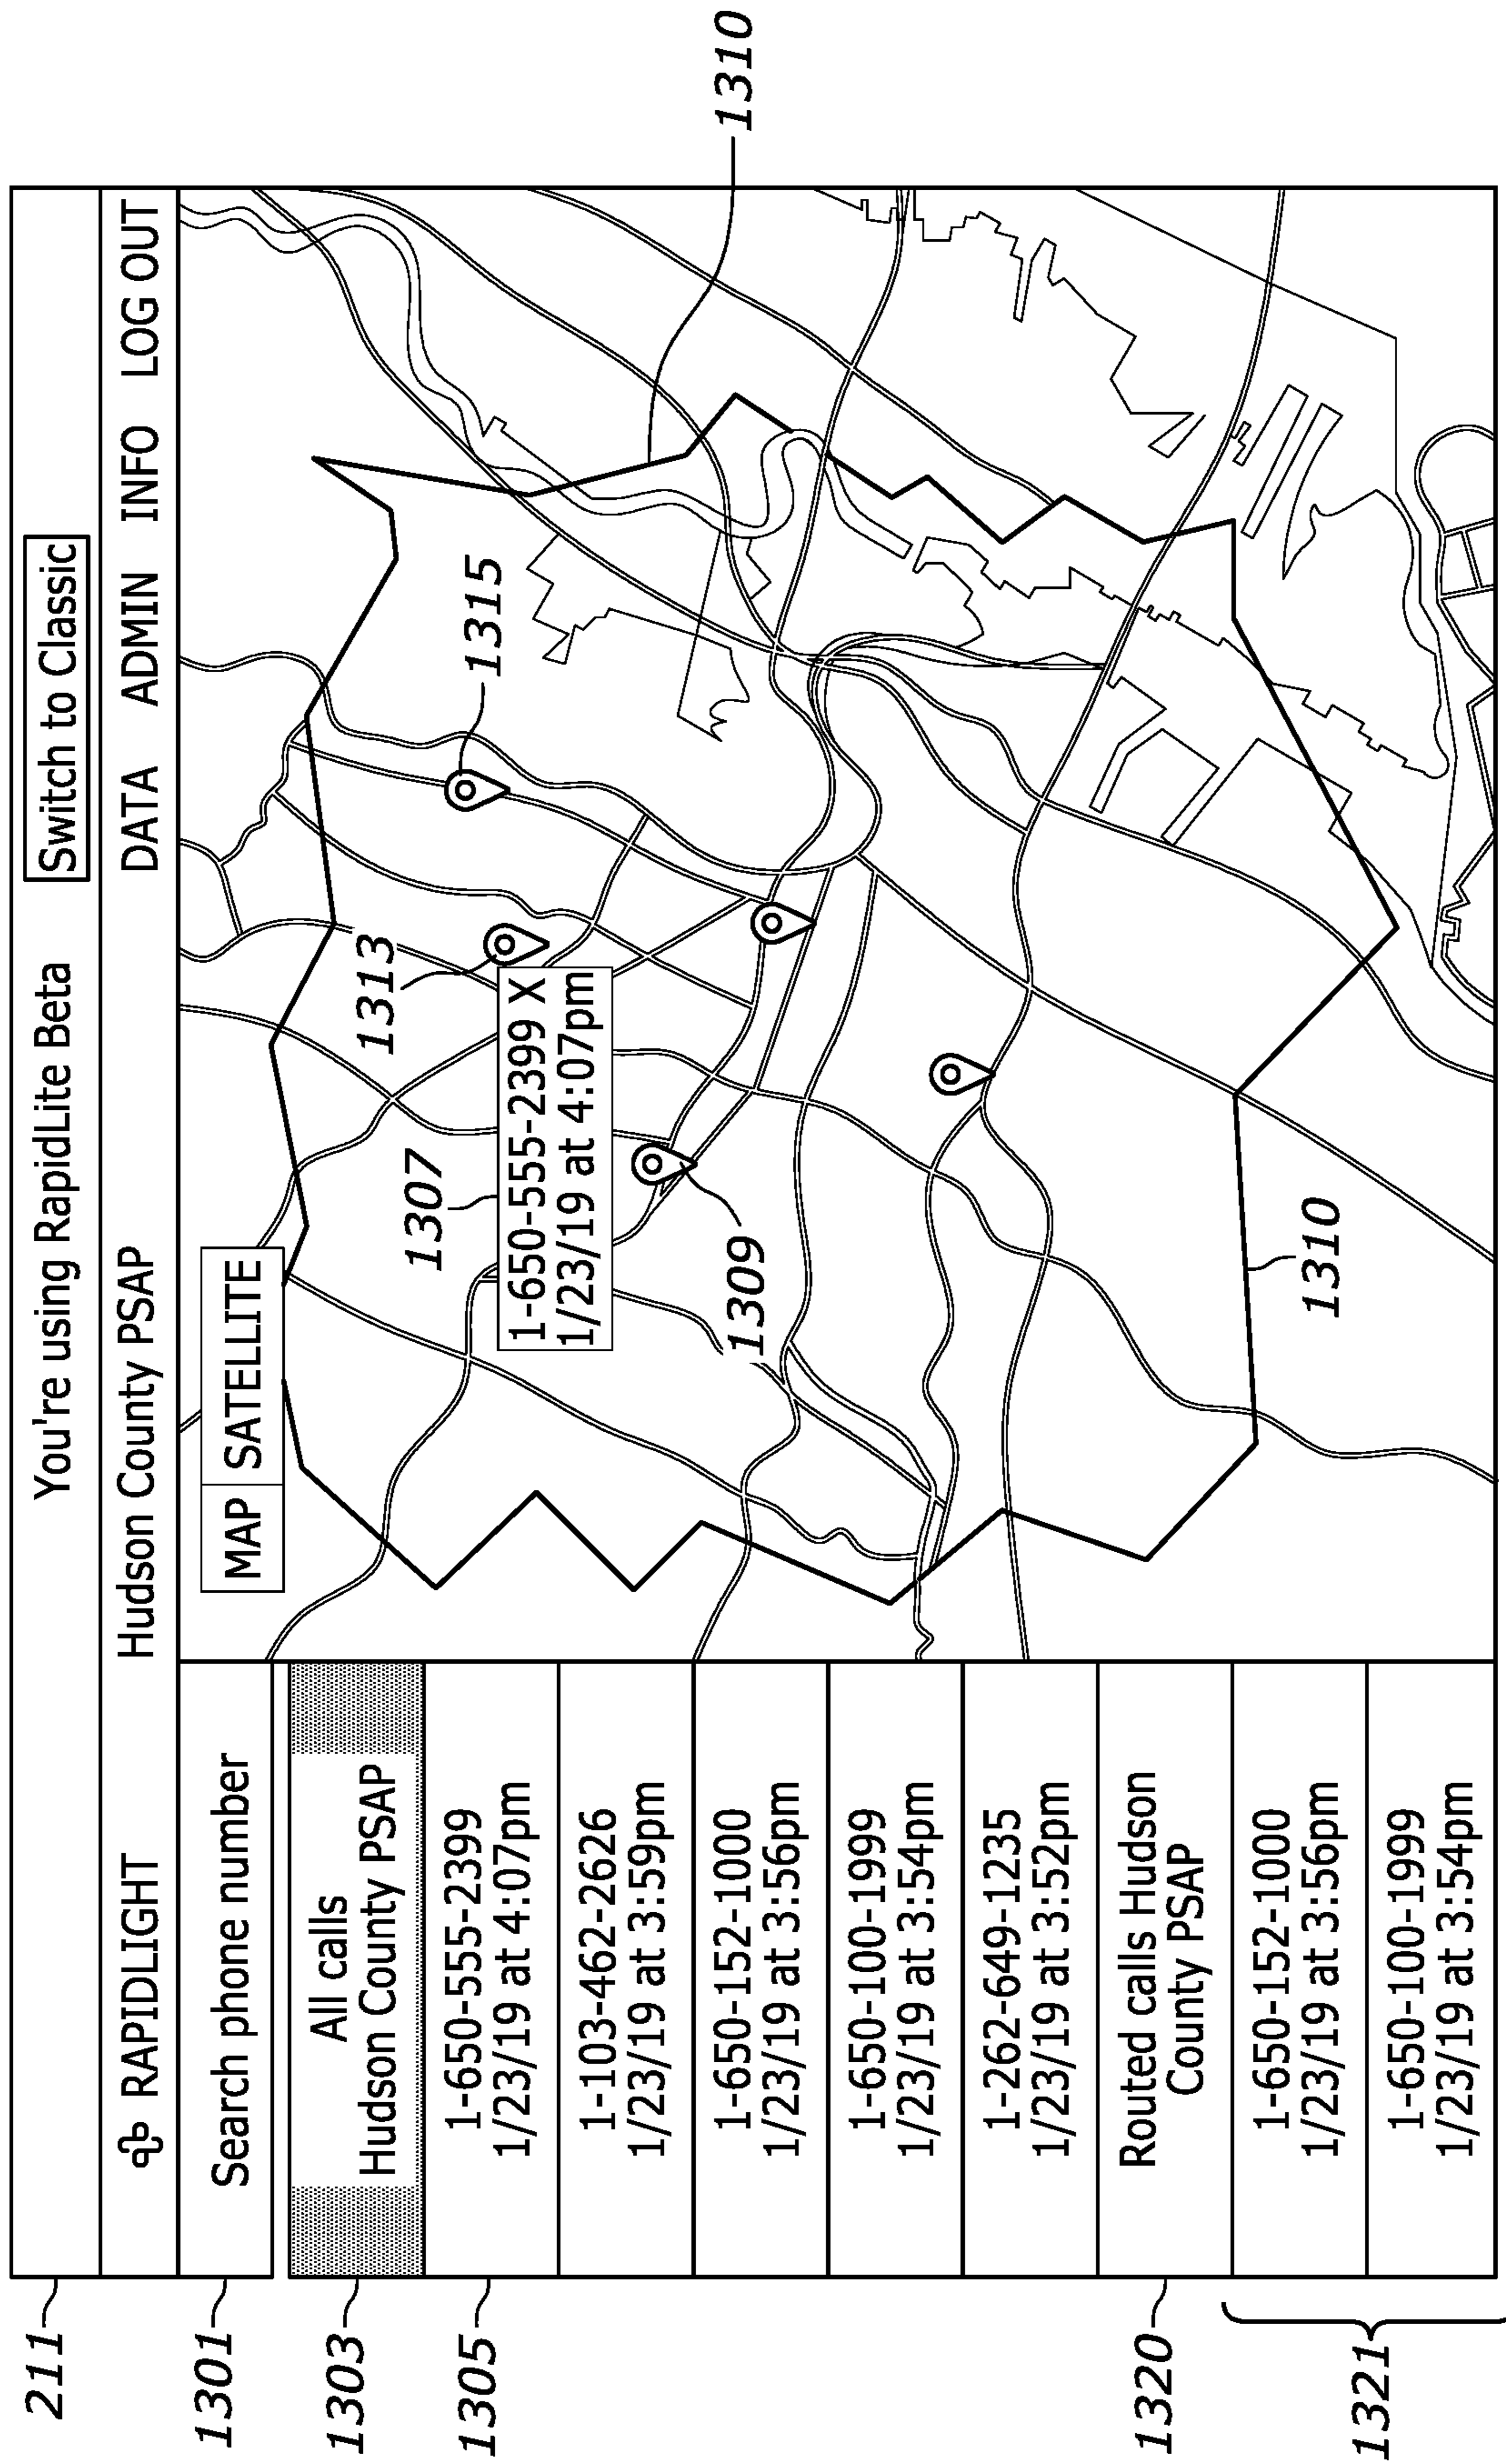 211
You're using RapidLite Beta
Switch to Classic
RAPIDLIGHT
Hudson County PSAP
DATA
ADMIN
INFO
LOG OUT
1301
Search phone number
1303
All calls
Hudson County PSAP
1305
1-650-555-2399
1/23/19 at 4:07pm
1-103-462-2626
1/23/19 at 3:59pm
1-650-152-1000
1/23/19 at 3:56pm
1-650-100-1999
1/23/19 at 3:54pm
1-262-649-1235
1/23/19 at 3:52pm
1320
Routed calls Hudson
County PSAP
1321
1-650-152-1000
1/23/19 at 3:56pm
1-650-100-1999
1/23/19 at 3:54pm
MAP
SATELLITE
1313
1315
1307
1-650-555-2399 X
1/23/19 at 4:07pm
1309
1310
1310